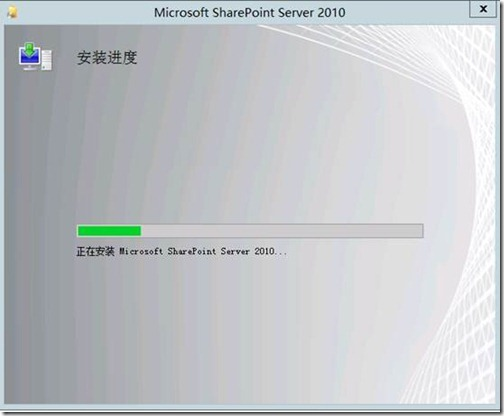 Microsoft SharePoint Server 2010
安装进度
正在安装 Microsoft SharePoint Server 2010...